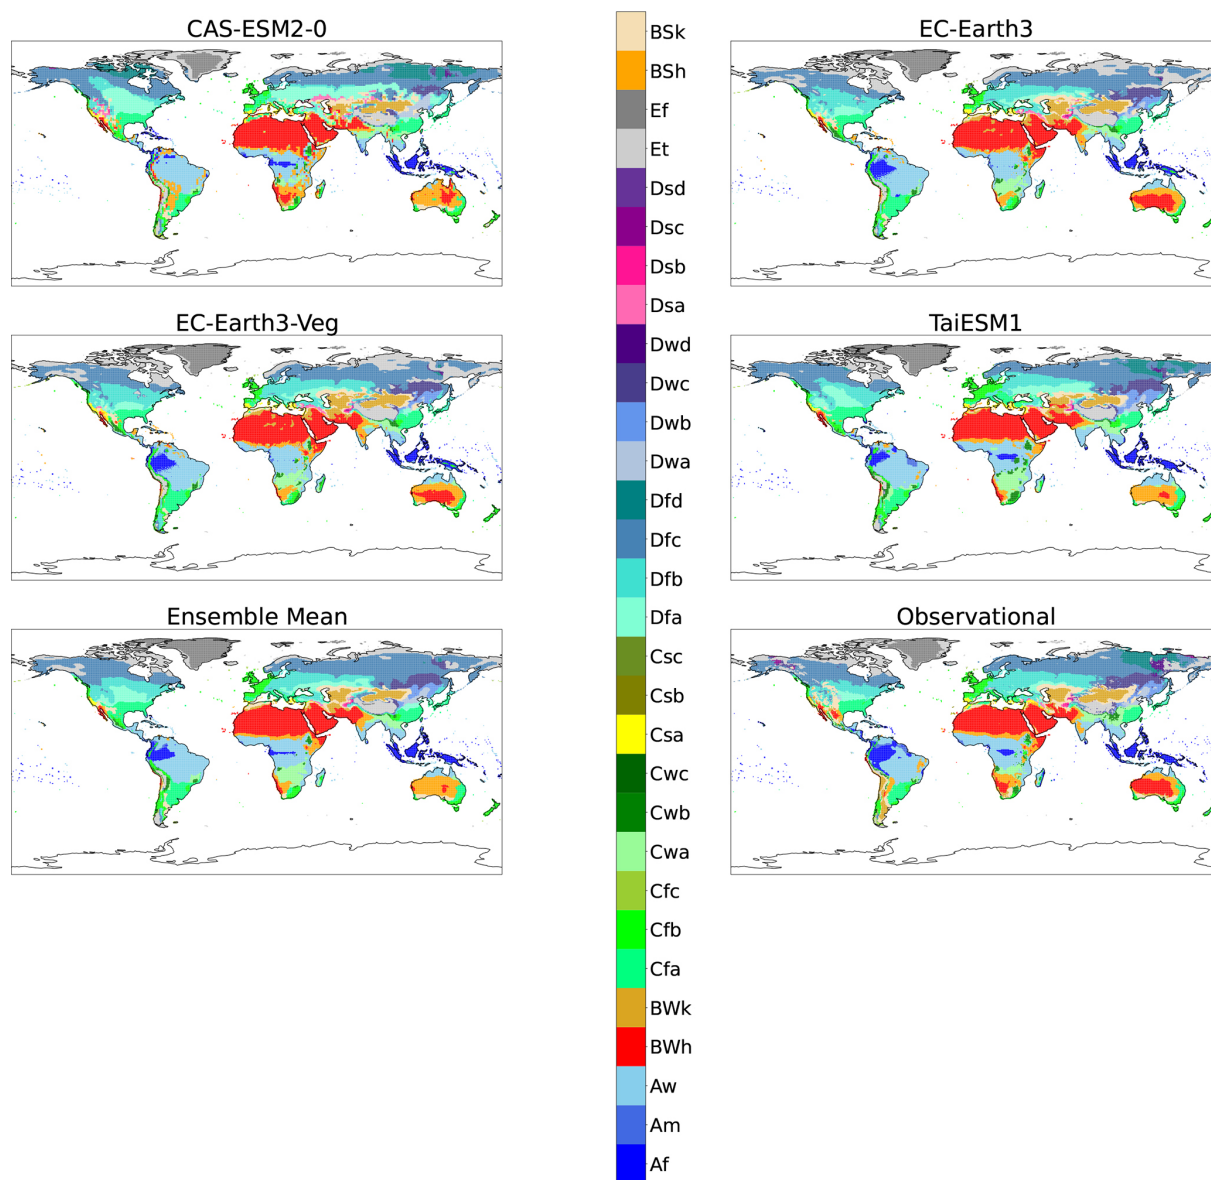 CAS-ESM2-0
EC-Earth3
EC-Earth3-Veg
TaiESM1
Ensemble Mean
Observational
BSk
BSh
Ef
Et
Dsd
Dsc
Dsb
Dsa
Dwd
Dwc
Dwb
Dwa
Dfd
Dfc
Dfb
Dfa
Csc
Csb
Csa
Cwc
Cwb
Cwa
Cfc
Cfb
Cfa
BWk
BWh
Aw
Am
Af